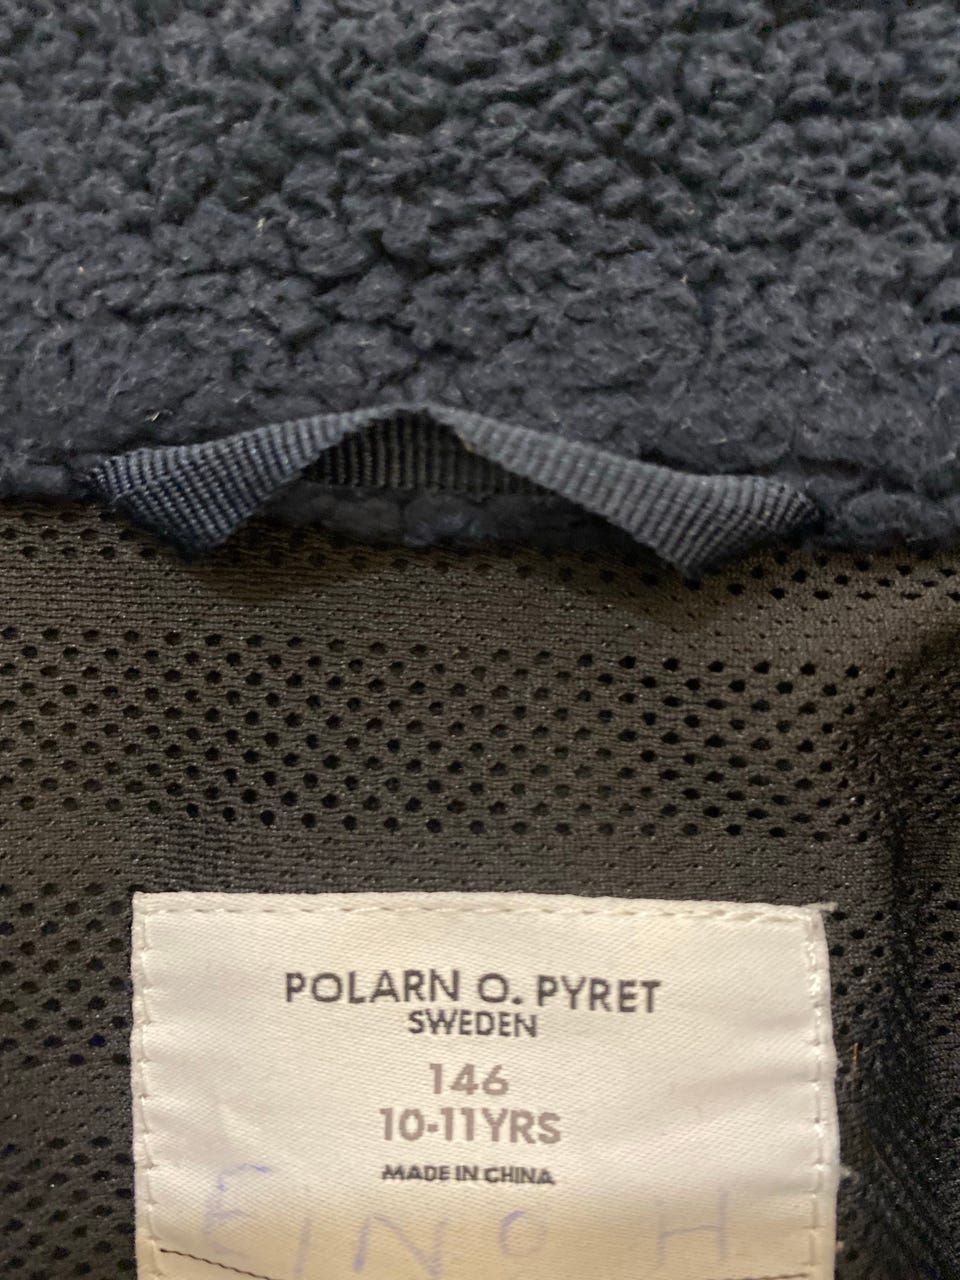 POLARN O. PYRET
SWEDEN
146
10-11YRS
MADE IN CHINA
EINO H